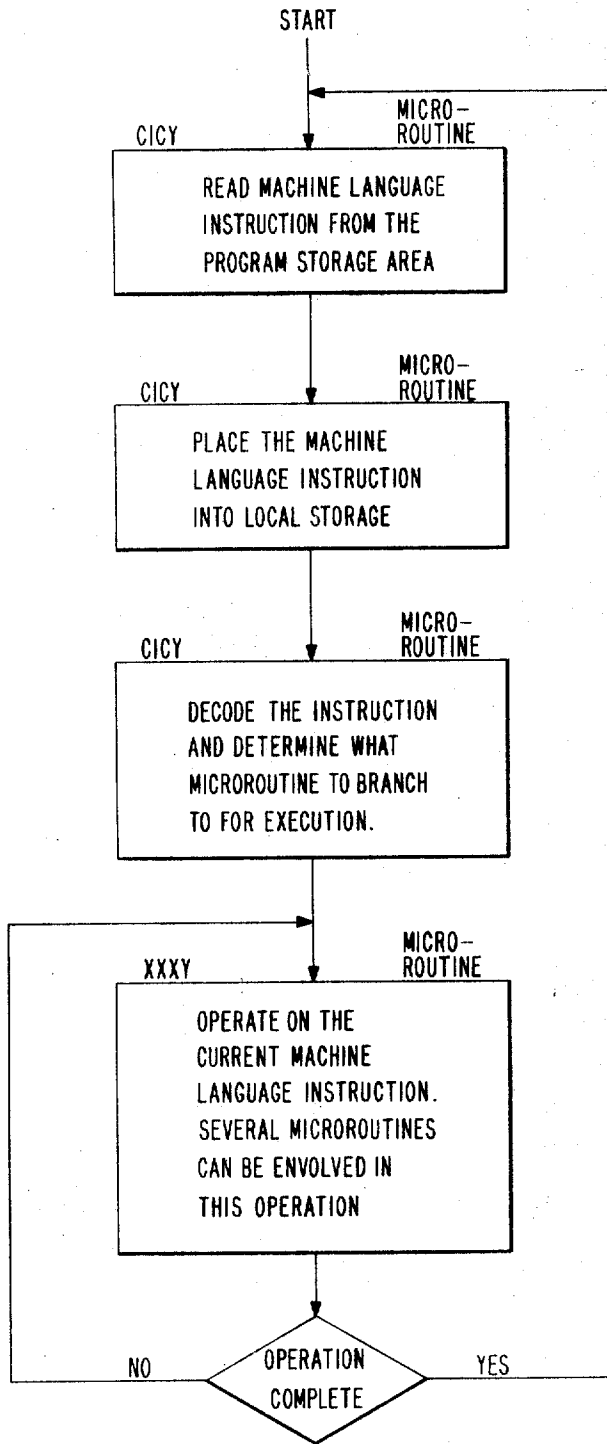 START
MICRO-
CICY ROUTINE
READ MACHINE LANGUAGE
INSTRUCTION FROM THE
PROGRAM STORAGE AREA
MICRO-
CICY ROUTINE
PLACE THE MACHINE
LANGUAGE INSTRUCTION
INTO LOCAL STORAGE
MICRO-
CICY ROUTINE
DECODE THE INSTRUCTION
AND DETERMINE WHAT
MICROROUTINE TO BRANCH
TO FOR EXECUTION.
MICRO-
XXXY ROUTINE
OPERATE ON THE
CURRENT MACHINE
LANGUAGE INSTRUCTION.
SEVERAL MICROROUTINES
CAN BE ENVOLVED IN
THIS OPERATION
NO OPERATION YES
COMPLETE